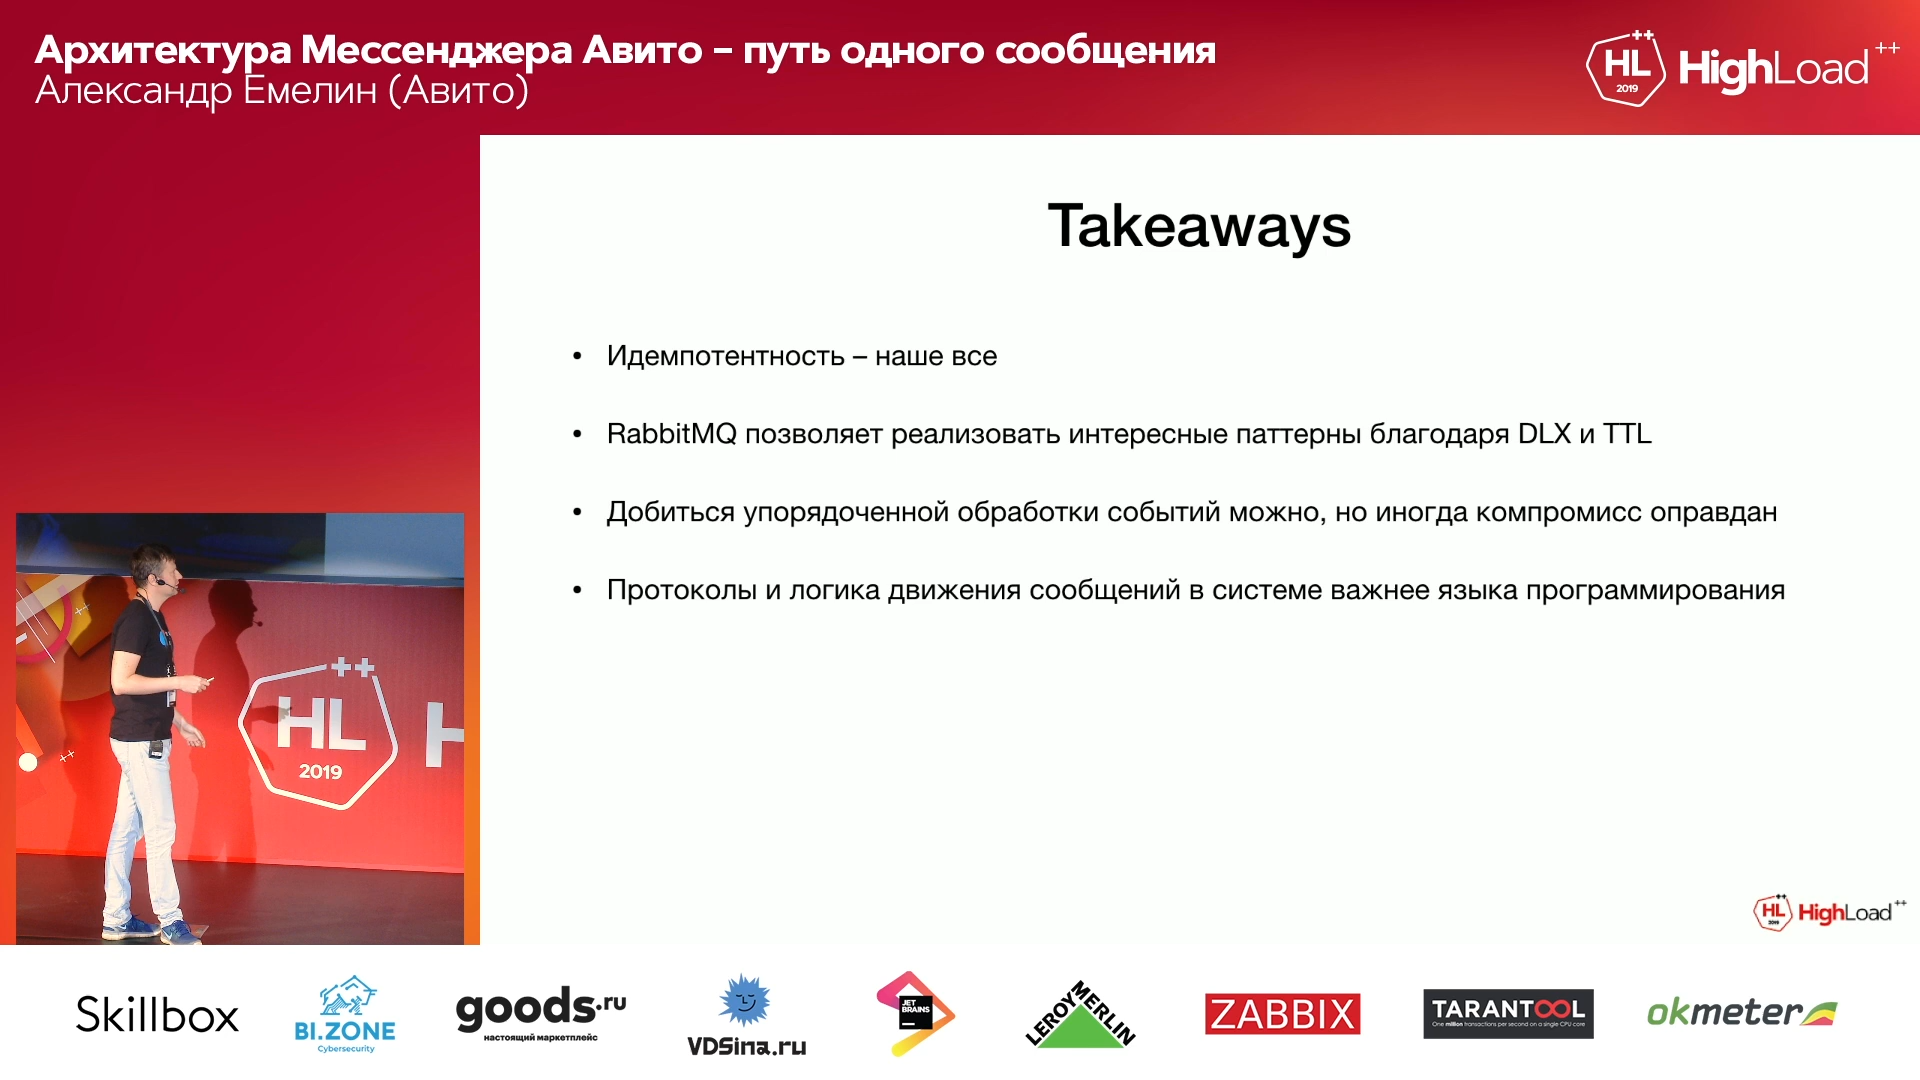 Архитектура Мессенджера Авито – путь одного сообщения
Александр Емелин (Авито)
HL
2019
HighLoad++
Takeaways
• Идемпотентность – наше все
• RabbitMQ позволяет реализовать интересные паттерны благодаря DLX и TTL
• Добиться упорядоченной обработки событий можно, но иногда компромисс оправдан
• Протоколы и логика движения сообщений в системе важнее языка программирования
++
HL
2019
H
HL
2019
HighLoad++
Skillbox
BI.ZONE
Cybersecurity
goods.ru
настоящий маркетплейс
VDSina.ru
JET
BRAINS
LEROY MERLIN
ZABBIX
TARANTOOL
One million transactions per second on a single CPU core
okmeter